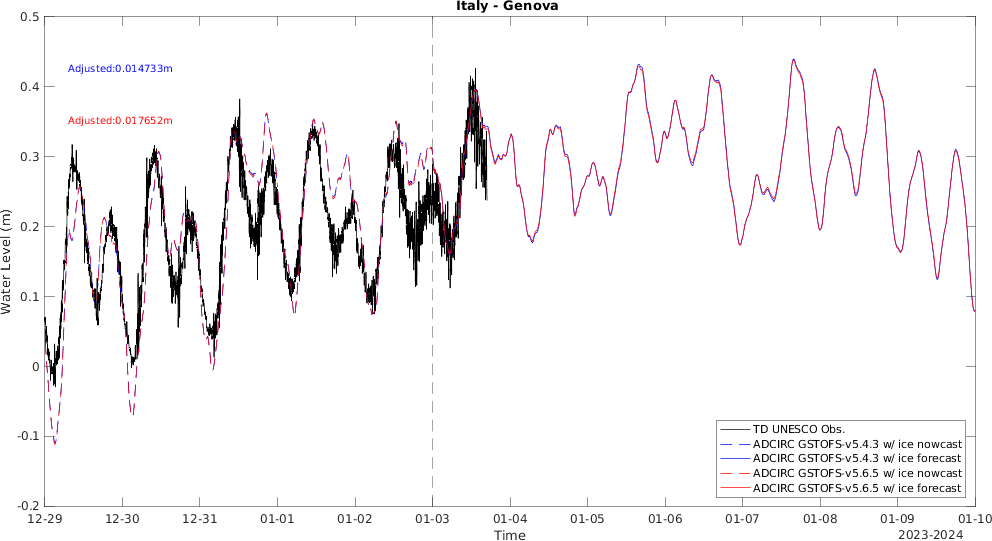 Italy - Genova
Adjusted:0.014733m
Adjusted:0.017652m
Water Level (m)
0.5
0.4
0.3
0.2
0.1
0
-0.1
-0.2
12-29 12-30 12-31 01-01 01-02 01-03 01-04 01-05 01-06 01-07 01-08 01-09 01-10
Time
2023-2024
TD UNESCO Obs.
ADCIRC GSTOFS-v5.4.3 w/ ice nowcast
ADCIRC GSTOFS-v5.4.3 w/ ice forecast
ADCIRC GSTOFS-v5.6.5 w/ ice nowcast
ADCIRC GSTOFS-v5.6.5 w/ ice forecast